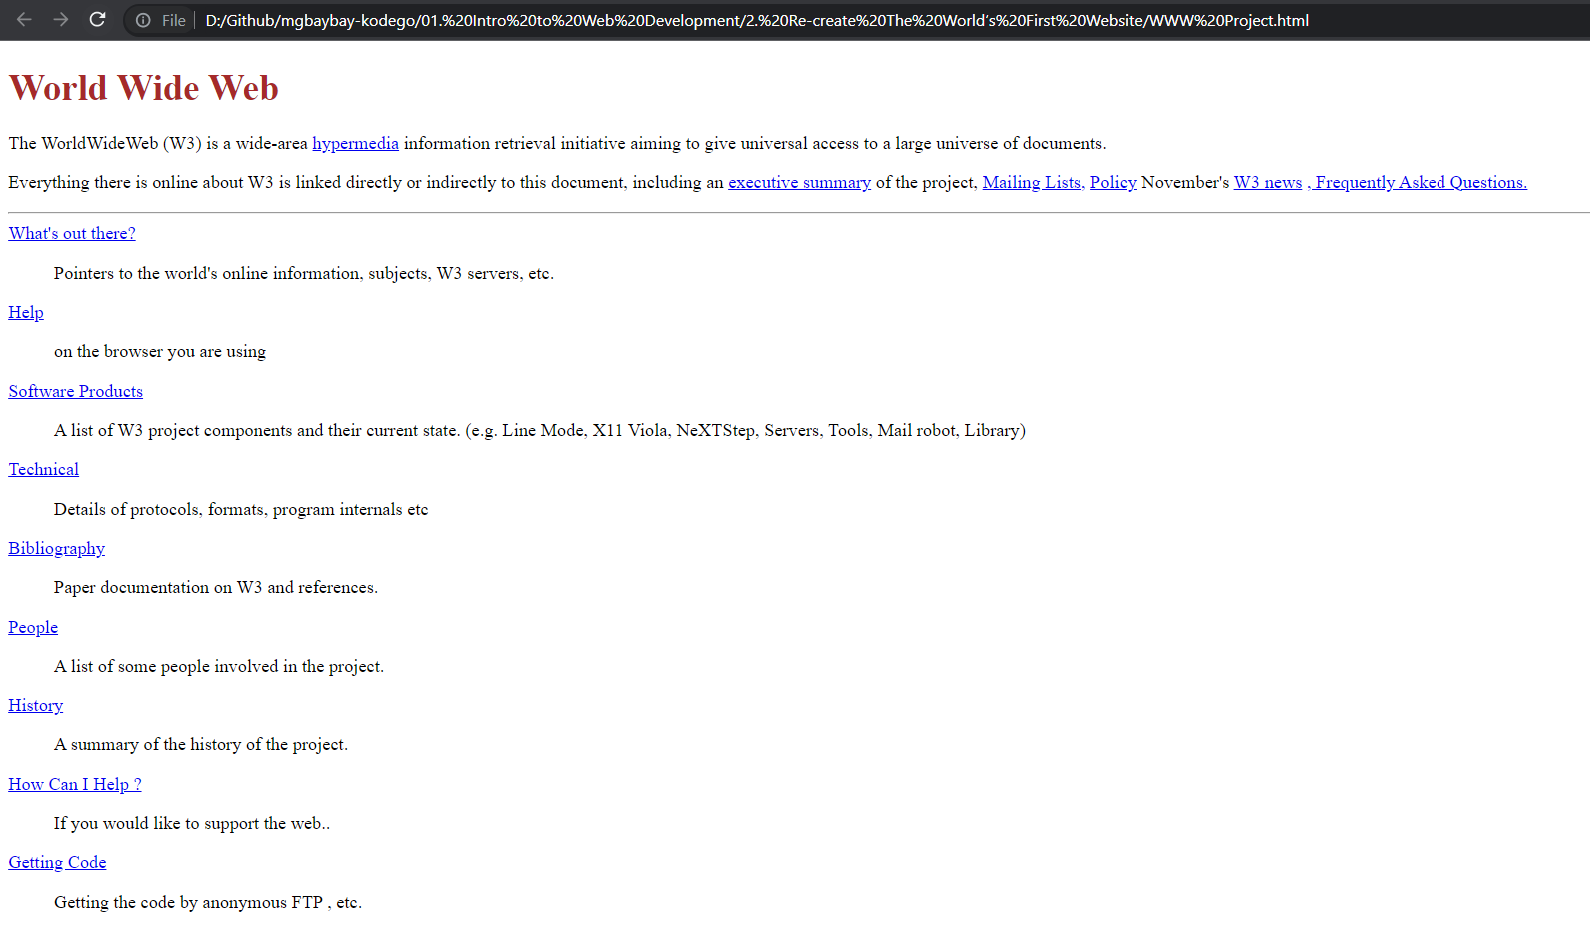 File D:/Github/mgbaybay-kodego/01.%20Intro%20to%20Web%20Development/2.%20Re-create%20The%20World's%20First%20Website/WWW%20Project.html
World Wide Web
The WorldWideWeb (W3) is a wide-area hypermedia information retrieval initiative aiming to give universal access to a large universe of documents.
Everything there is online about W3 is linked directly or indirectly to this document, including an executive summary of the project, Mailing Lists, Policy November's W3 news , Frequently Asked Questions.
What's out there?
Pointers to the world's online information, subjects, W3 servers, etc.
Help
on the browser you are using
Software Products
A list of W3 project components and their current state. (e.g. Line Mode, X11 Viola, NeXTStep, Servers, Tools, Mail robot, Library)
Technical
Details of protocols, formats, program internals etc
Bibliography
Paper documentation on W3 and references.
People
A list of some people involved in the project.
History
A summary of the history of the project.
How Can I Help ?
If you would like to support the web..
Getting Code
Getting the code by anonymous FTP , etc.